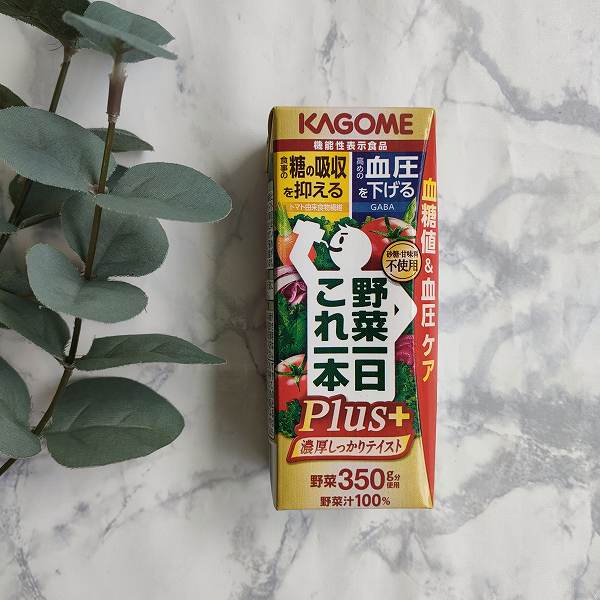 KAGOME
機能性表示食品
食事の糖の吸収
を抑える
トマト由来食物繊維
高めの血圧
を下げる
GABA
砂糖・甘味料
不使用
血糖値&血圧ケア
野菜一日
これ一本
Plus+
濃厚しっかりテイスト
野菜350g分使用
野菜汁100%